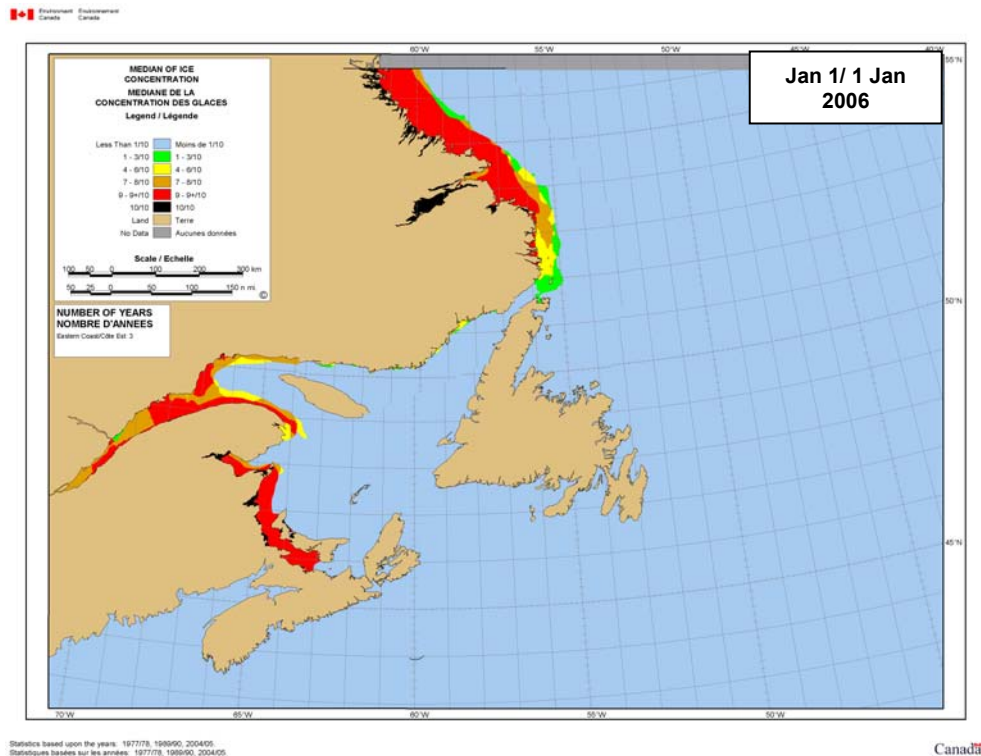 Environment Environnement
Canada Canada
60°W 55°W 50°W 45°W 40°W
55°N
MEDIAN OF ICE
CONCENTRATION
MEDIANE DE LA
CONCENTRATION DES GLACES
Legend / Légende
Less Than 1/10 Moins de 1/10
1 - 3/10 1 - 3/10
4 - 6/10 4 - 6/10
7 - 8/10 7 - 8/10
9 - 9+/10 9 - 9+/10
10/10 10/10
Land Terre
No Data Aucunes données
Scale / Echelle
100 50 0 100 200 300 km
50 25 0 50 100 150 n mi.
©
Jan 1/ 1 Jan
2006
NUMBER OF YEARS
NOMBRE D'ANNEES
Eastern Coast/Côte Est: 3
50°N
45°N
70°W 65°W 60°W 55°W 50°W
Statistics based upon the years: 1977/78, 1989/90, 2004/05.
Statistiques basées sur les années: 1977/78, 1989/90, 2004/05.
Canada